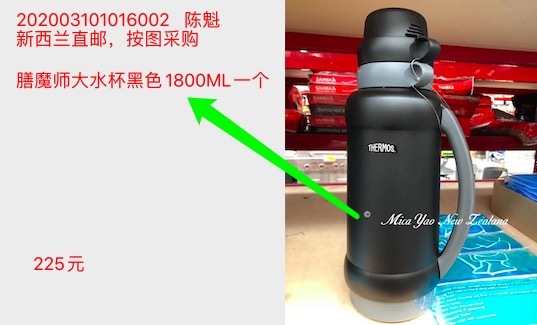 202003101016002 陈魁
新西兰直邮，按图采购
膳魔师大水杯黑色1800ML一个
225元
THERMOS.
© Mica Yao New Zealand